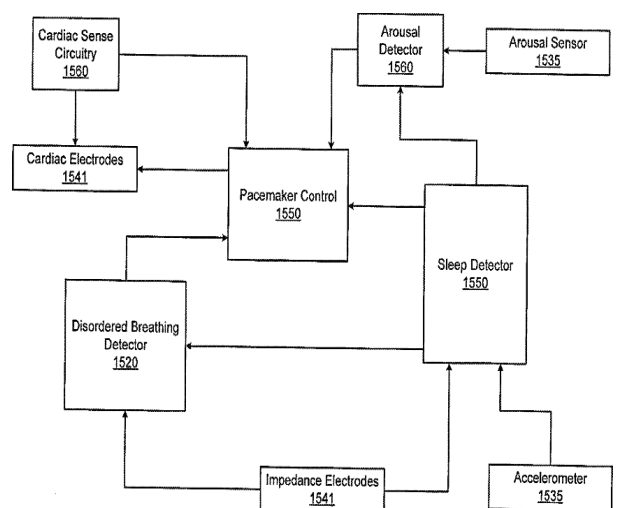 Cardiac Sense
Circuitry
1560
Arousal
Detector
1560
Arousal Sensor
1535
Cardiac Electrodes
1541
Pacemaker Control
1550
Sleep Detector
1550
Disordered Breathing
Detector
1520
Impedance Electrodes
1541
Accelerometer
1535